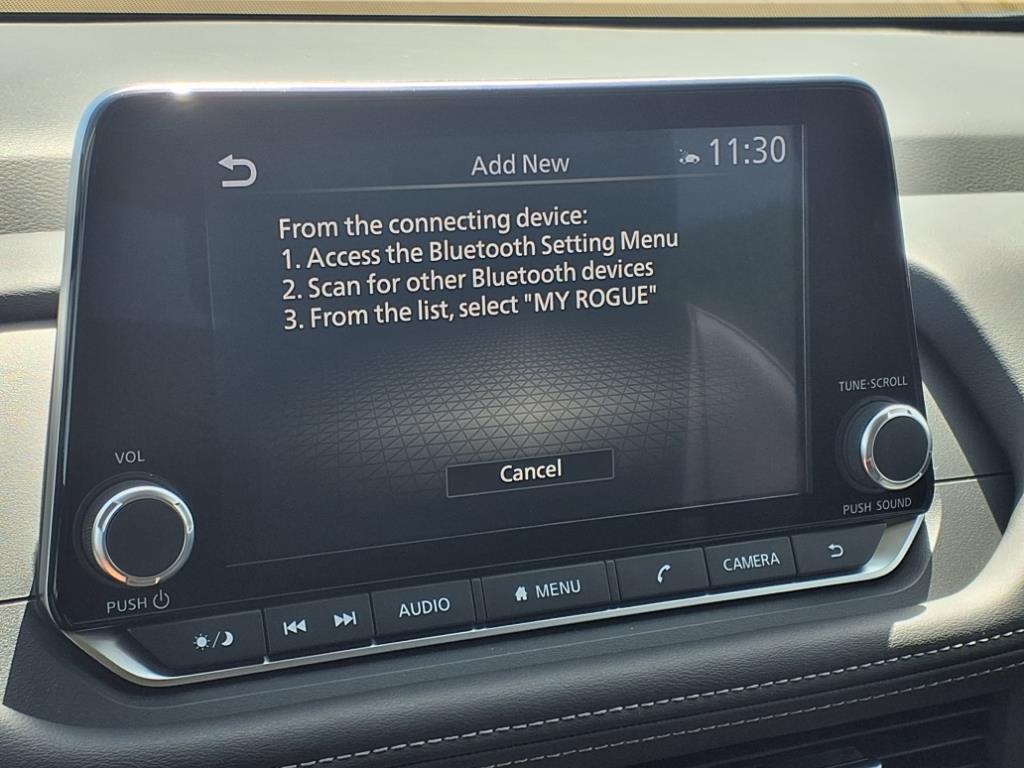 Add New
11:30
From the connecting device:
1. Access the Bluetooth Setting Menu
2. Scan for other Bluetooth devices
3. From the list, select "MY ROGUE"
Cancel
TUNE·SCROLL
PUSH SOUND
VOL
PUSH
AUDIO
MENU
CAMERA